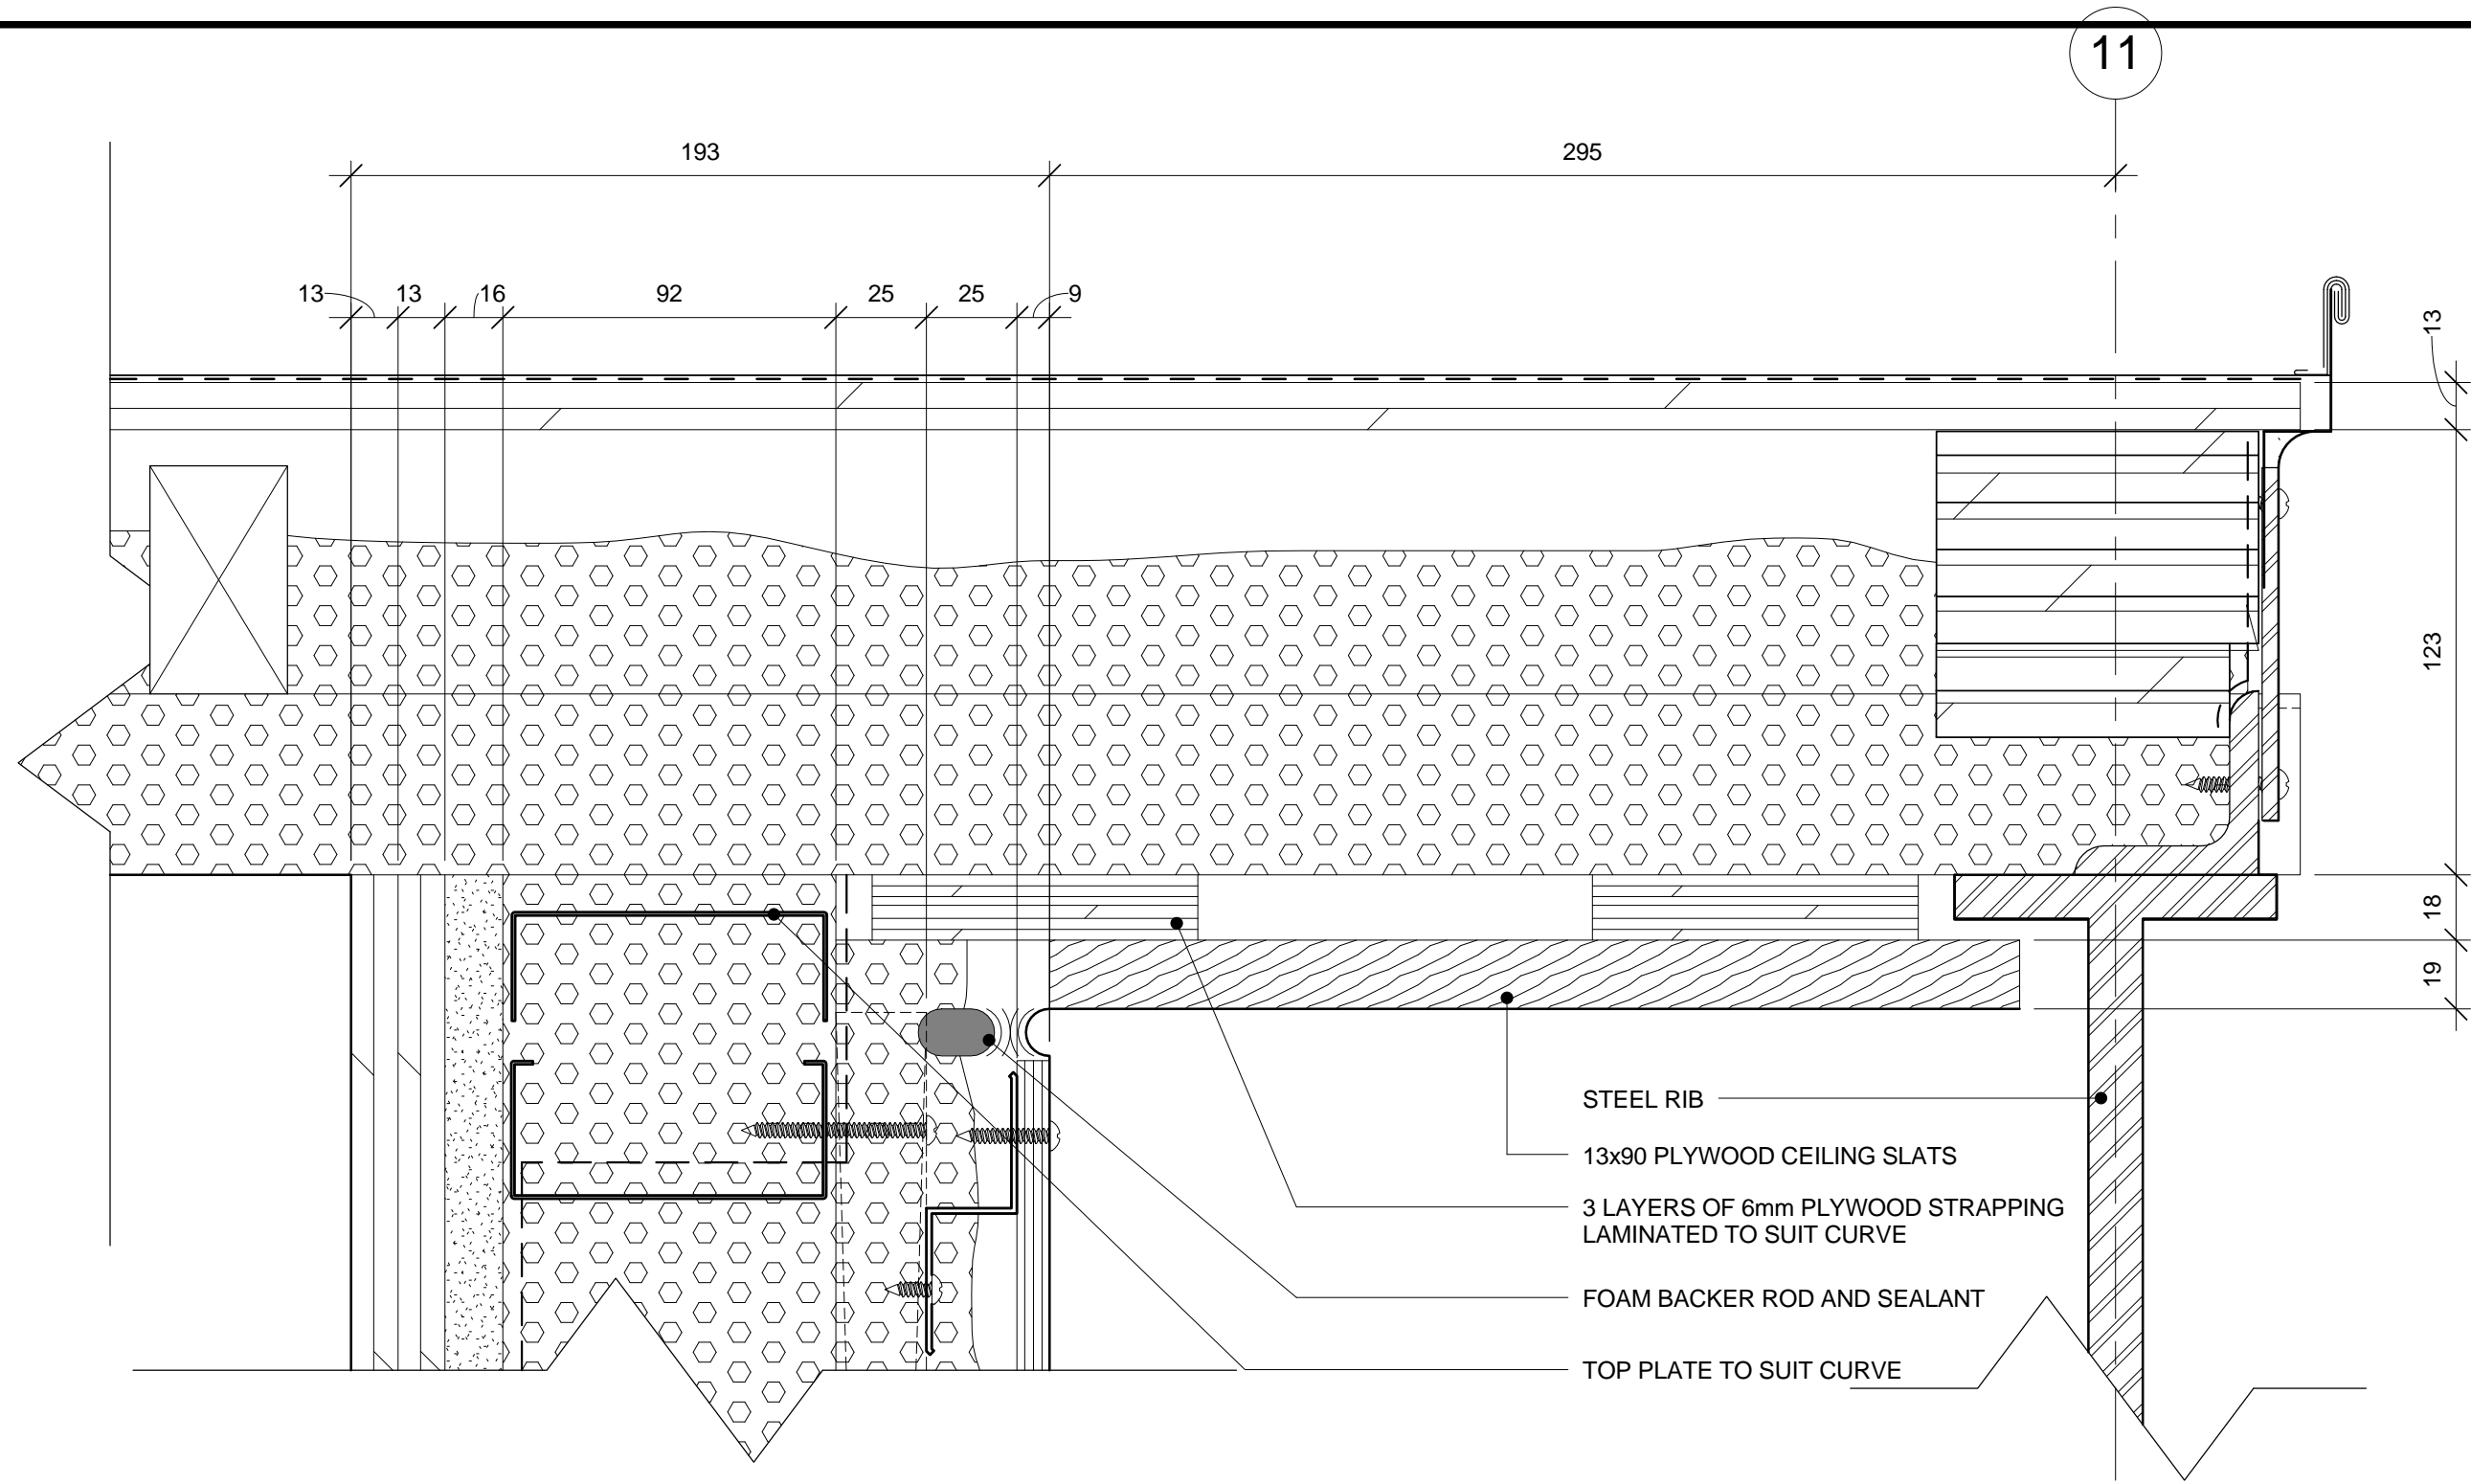 11
193
295
13
13
16
92
25
25
9
13
123
18
19
STEEL RIB
13x90 PLYWOOD CEILING SLATS
3 LAYERS OF 6mm PLYWOOD STRAPPING
LAMINATED TO SUIT CURVE
FOAM BACKER ROD AND SEALANT
TOP PLATE TO SUIT CURVE